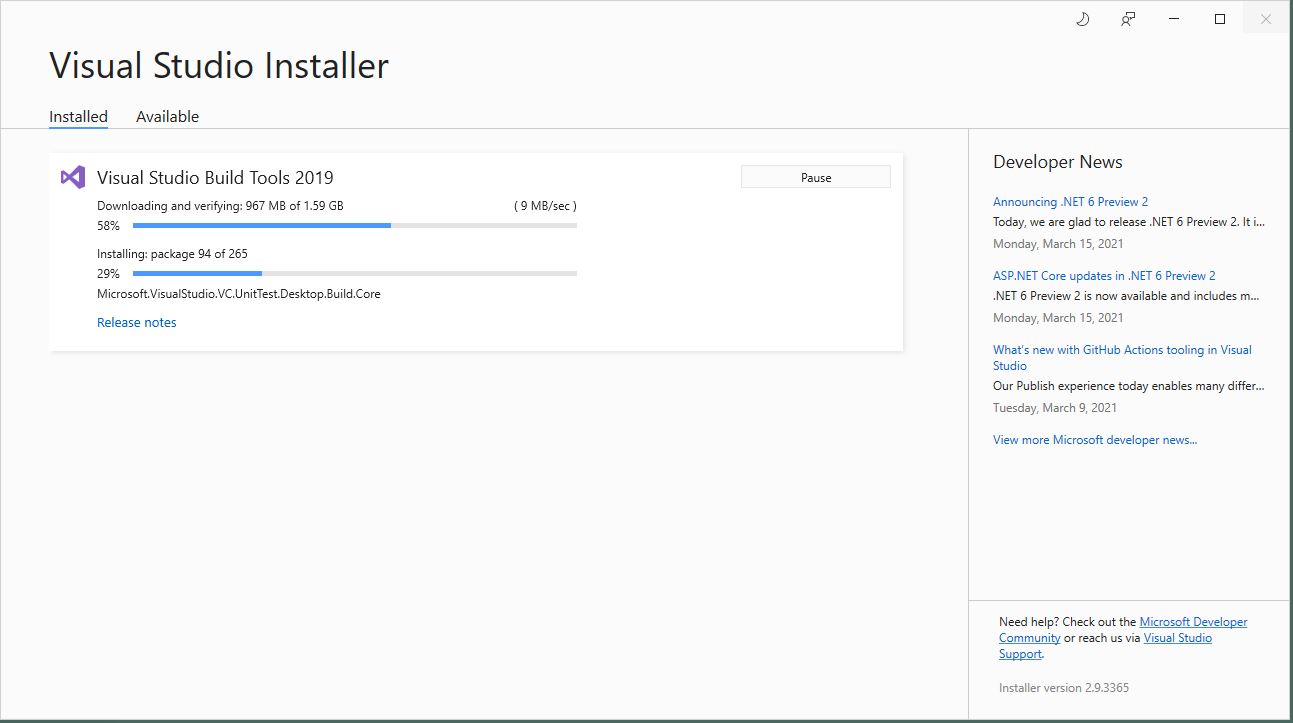 Visual Studio Installer
Installed
Available
Visual Studio Build Tools 2019
Pause
Downloading and verifying: 967 MB of 1.59 GB
( 9 MB/sec )
58%
Installing: package 94 of 265
29%
Microsoft.VisualStudio.VC.UnitTest.Desktop.Build.Core
Release notes
Developer News
Announcing .NET 6 Preview 2
Today, we are glad to release .NET 6 Preview 2. It i...
Monday, March 15, 2021
ASP.NET Core updates in .NET 6 Preview 2
.NET 6 Preview 2 is now available and includes m...
Monday, March 15, 2021
What's new with GitHub Actions tooling in Visual
Studio
Our Publish experience today enables many differ...
Tuesday, March 9, 2021
View more Microsoft developer news...
Need help? Check out the Microsoft Developer
Community or reach us via Visual Studio
Support.
Installer version 2.9.3365